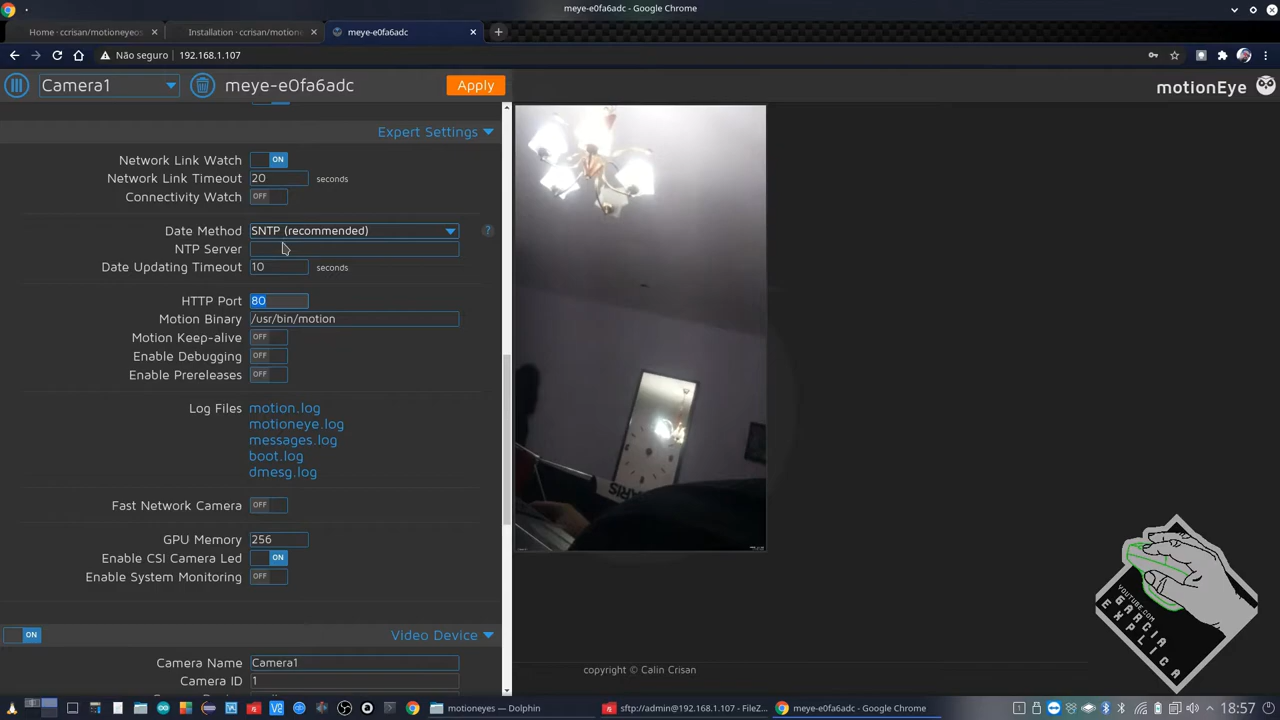 meye-e0fa6adc - Google Chrome
Home · ccrisan/motioneyeos
Installation · ccrisan/motione
meye-e0fa6adc
Não seguro
192.168.1.107
Camera1
meye-e0fa6adc
Apply
motionEye
Expert Settings
Network Link Watch ON
Network Link Timeout 20 seconds
Connectivity Watch OFF
Date Method SNTP (recommended) ?
NTP Server
Date Updating Timeout 10 seconds
HTTP Port 80
Motion Binary /usr/bin/motion
Motion Keep-alive OFF
Enable Debugging OFF
Enable Prereleases OFF
Log Files motion.log
motioneye.log
messages.log
boot.log
dmesg.log
Fast Network Camera OFF
GPU Memory 256
Enable CSI Camera Led ON
Enable System Monitoring OFF
ON Video Device
Camera Name Camera1
Camera ID 1
copyright © Calin Crisan
YOUTUBE.COM
EGARCIA
EXPLICA
motioneyes — Dolphin
sftp://admin@192.168.1.107 - FileZ...
meye-e0fa6adc - Google Chrome
18:57